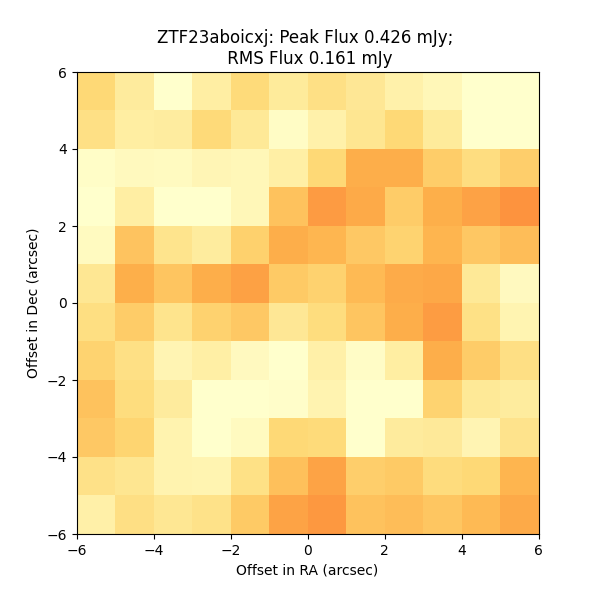 ZTF23aboicxj: Peak Flux 0.426 mJy;
RMS Flux 0.161 mJy
6
4
2
0
−2
−4
−6
Offset in Dec (arcsec)
−6 −4 −2 0 2 4 6
Offset in RA (arcsec)